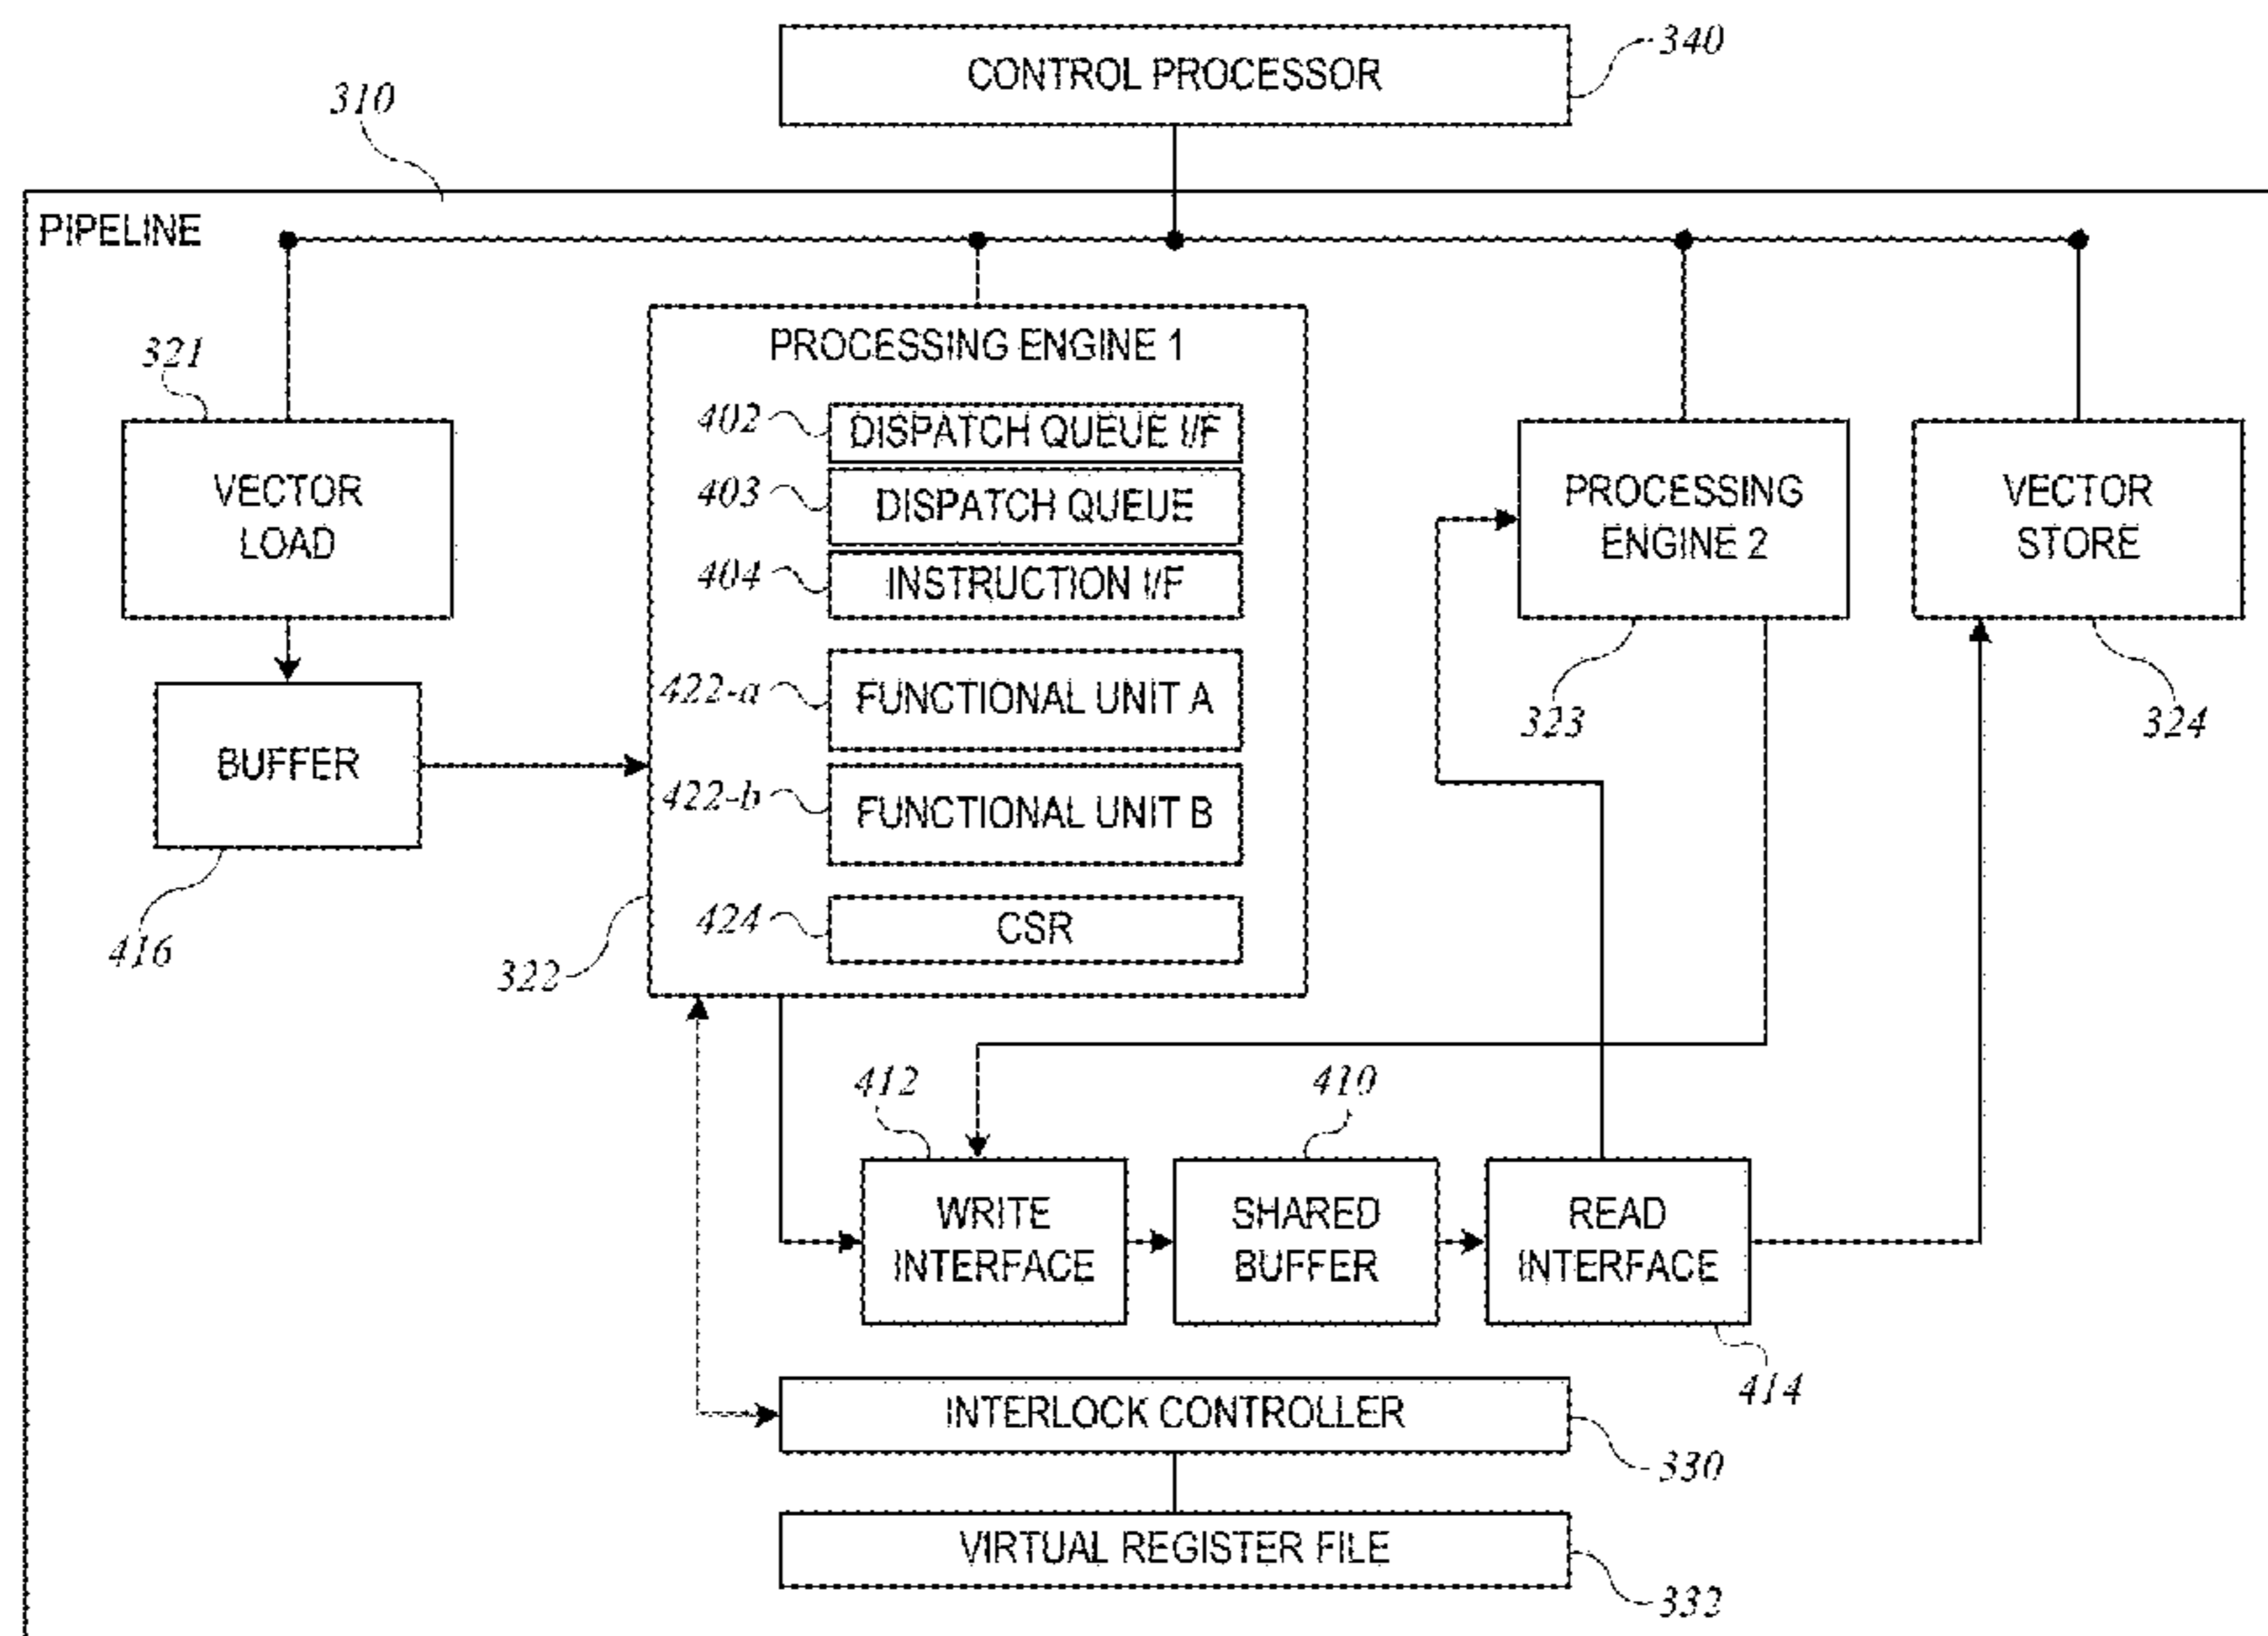 CONTROL PROCESSOR
340
310
PIPELINE
321
VECTOR
LOAD
BUFFER
416
PROCESSING ENGINE 1
402
DISPATCH QUEUE I/F
403
DISPATCH QUEUE
404
INSTRUCTION I/F
422-a
FUNCTIONAL UNIT A
422-b
FUNCTIONAL UNIT B
424
CSR
322
PROCESSING
ENGINE 2
323
VECTOR
STORE
324
412
WRITE
INTERFACE
410
SHARED
BUFFER
READ
INTERFACE
414
INTERLOCK CONTROLLER
330
VIRTUAL REGISTER FILE
332